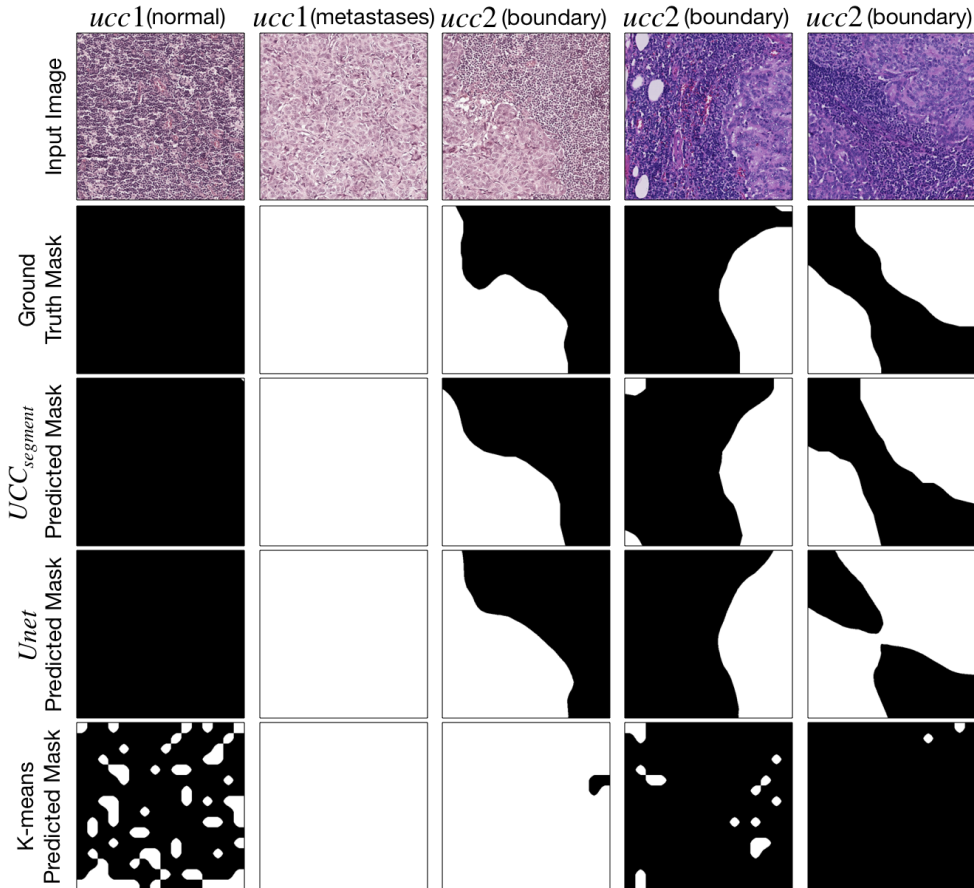 ucc1 (normal) ucc1 (metastases) ucc2 (boundary) ucc2 (boundary) ucc2 (boundary)
Input Image
Ground
Truth Mask
UCC_segment
Predicted Mask
Unet
Predicted Mask
K-means
Predicted Mask